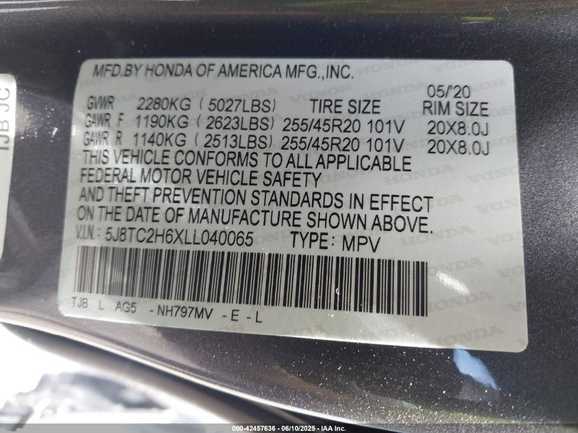 MFD.BY HONDA OF AMERICA MFG.,INC.
05/'20
GVWR 2280KG (5027LBS) TIRE SIZE RIM SIZE
GAWR F 1190KG (2623LBS) 255/45R20 101V 20X8.0J
GAWR R 1140KG (2513LBS) 255/45R20 101V 20X8.0J
THIS VEHICLE CONFORMS TO ALL APPLICABLE
FEDERAL MOTOR VEHICLE SAFETY
AND THEFT PREVENTION STANDARDS IN EFFECT
ON THE DATE OF MANUFACTURE SHOWN ABOVE.
V.I.N.: 5J8TC2H6XLL040065 TYPE: MPV
TJB L AG5 -NH797MV -E-L
HONDA
000-42457636 - 06/10/2025 - IAA